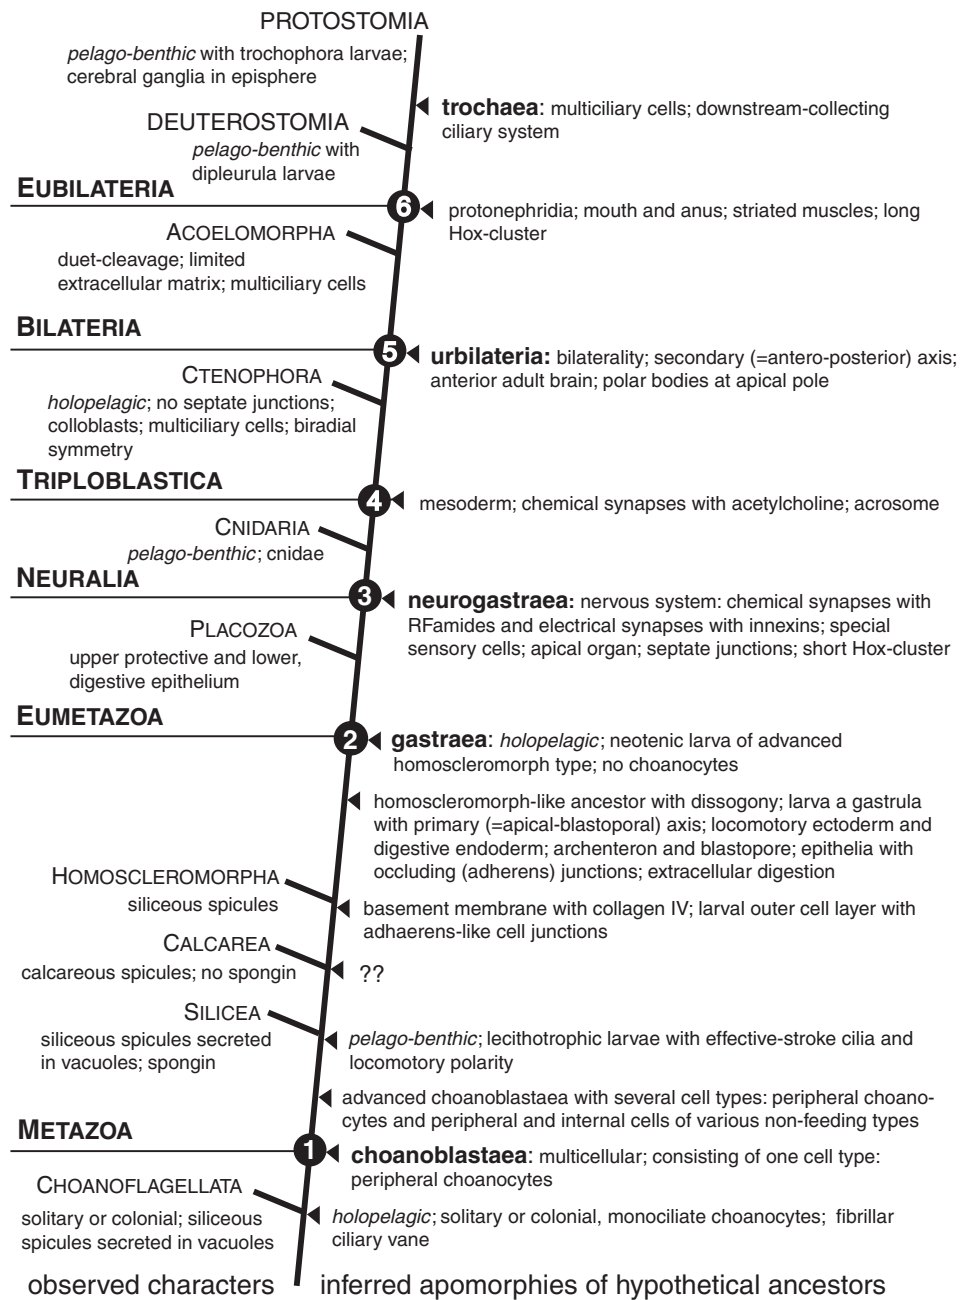 PROTOSTOMIA
pelago-benthic with trochophora larvae;
cerebral ganglia in episphere
trochaea: multiciliary cells; downstream-collecting
ciliary system
DEUTEROSTOMIA
pelago-benthic with
dipleurula larvae
EUBILATERIA
6
protonephridia; mouth and anus; striated muscles; long
Hox-cluster
ACOELOMORPHA
duet-cleavage; limited
extracellular matrix; multiciliary cells
BILATERIA
5
urbilateria: bilaterality; secondary (=antero-posterior) axis;
anterior adult brain; polar bodies at apical pole
CTENOPHORA
holopelagic; no septate junctions;
colloblasts; multiciliary cells; biradial
symmetry
TRIPLOBLASTICA
4
mesoderm; chemical synapses with acetylcholine; acrosome
CNIDARIA
pelago-benthic; cnidae
NEURALIA
3
neurogastraea: nervous system: chemical synapses with
RFamides and electrical synapses with innexins; special
sensory cells; apical organ; septate junctions; short Hox-cluster
PLACOZOA
upper protective and lower,
digestive epithelium
EUMETAZOA
2
gastraea: holopelagic; neotenic larva of advanced
homoscleromorph type; no choanocytes
homoscleromorph-like ancestor with dissogony; larva a gastrula
with primary (=apical-blastoporal) axis; locomotory ectoderm and
digestive endoderm; archenteron and blastopore; epithelia with
occluding (adherens) junctions; extracellular digestion
HOMOSCLEROMORPHA
siliceous spicules
basement membrane with collagen IV; larval outer cell layer with
adhaerens-like cell junctions
CALCAREA
calcareous spicules; no spongin
??
SILICEA
siliceous spicules secreted
in vacuoles; spongin
pelago-benthic; lecithotrophic larvae with effective-stroke cilia and
locomotory polarity
advanced choanoblastaea with several cell types: peripheral choano-
cytes and peripheral and internal cells of various non-feeding types
METAZOA
1
choanoblastaea: multicellular; consisting of one cell type:
peripheral choanocytes
CHOANOFLAGELLATA
solitary or colonial; siliceous
spicules secreted in vacuoles
holopelagic; solitary or colonial, monociliate choanocytes; fibrillar
ciliary vane
observed characters
inferred apomorphies of hypothetical ancestors